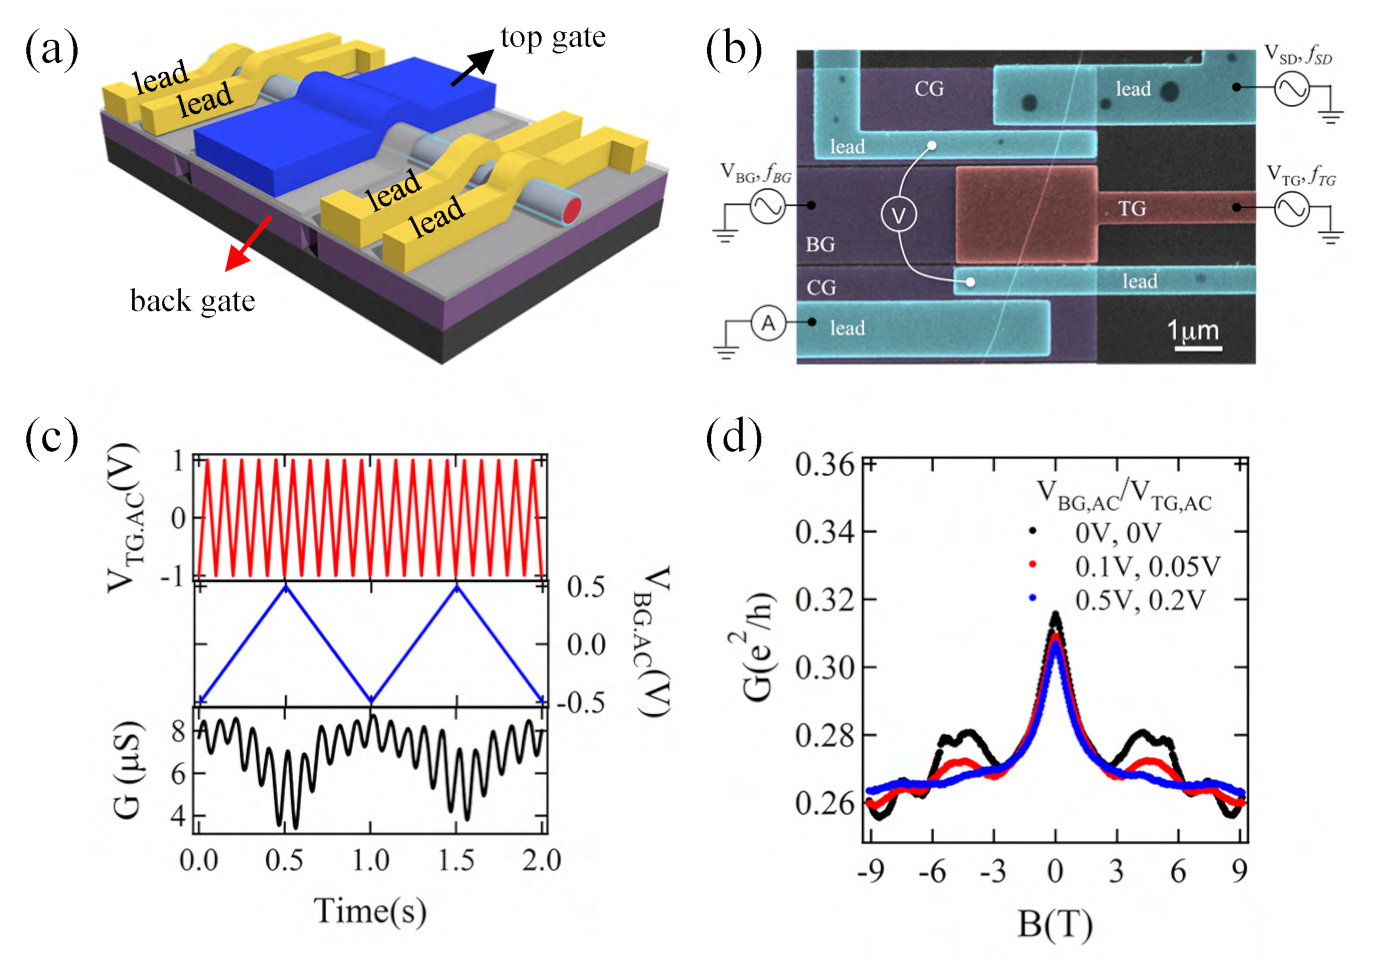 (a)
top gate
lead
lead
lead
lead
back gate
(b)
V_SD, f_SD
CG
lead
lead
V_BG, f_BG
V
V_TG, f_TG
TG
BG
CG
lead
A
lead
1μm
(c)
V_TG.AC(V)
1
0
-1
V_BG.AC(V)
0.5
0.0
-0.5
G (μS)
8
6
4
0.0 0.5 1.0 1.5 2.0
Time(s)
(d)
G(e²/h)
0.36
0.34
0.32
0.30
0.28
0.26
V_BG,AC/V_TG,AC
0V, 0V
0.1V, 0.05V
0.5V, 0.2V
-9 -6 -3 0 3 6 9
B(T)